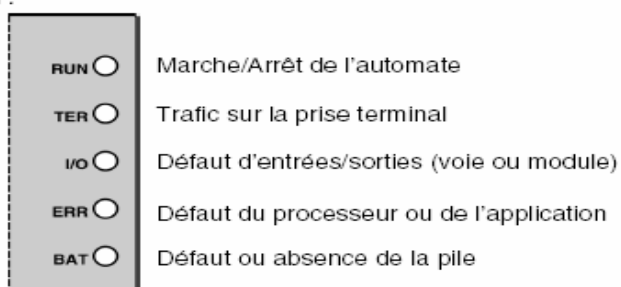 RUN Marche/Arrêt de l'automate
TER Trafic sur la prise terminal
I/O Défaut d'entrées/sorties (voie ou module)
ERR Défaut du processeur ou de l'application
BAT Défaut ou absence de la pile